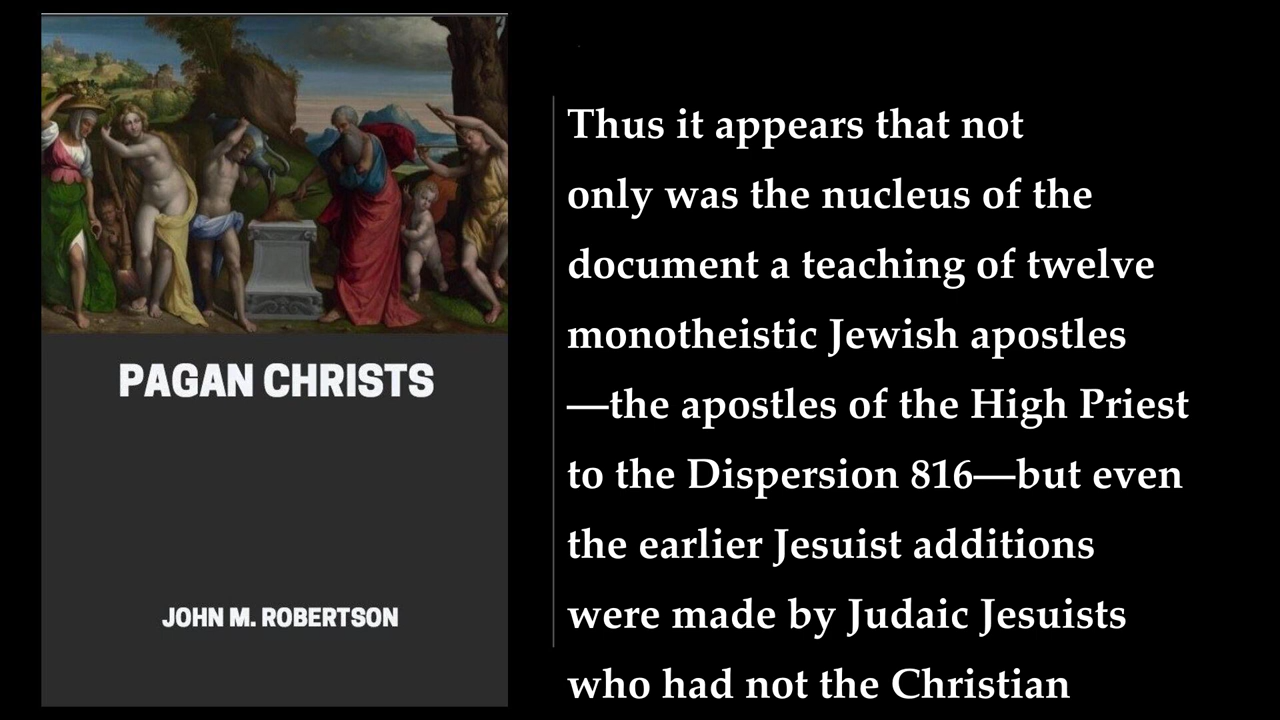 PAGAN CHRISTS
JOHN M. ROBERTSON
Thus it appears that not
only was the nucleus of the
document a teaching of twelve
monotheistic Jewish apostles
—the apostles of the High Priest
to the Dispersion 816—but even
the earlier Jesuist additions
were made by Judaic Jesuists
who had not the Christian